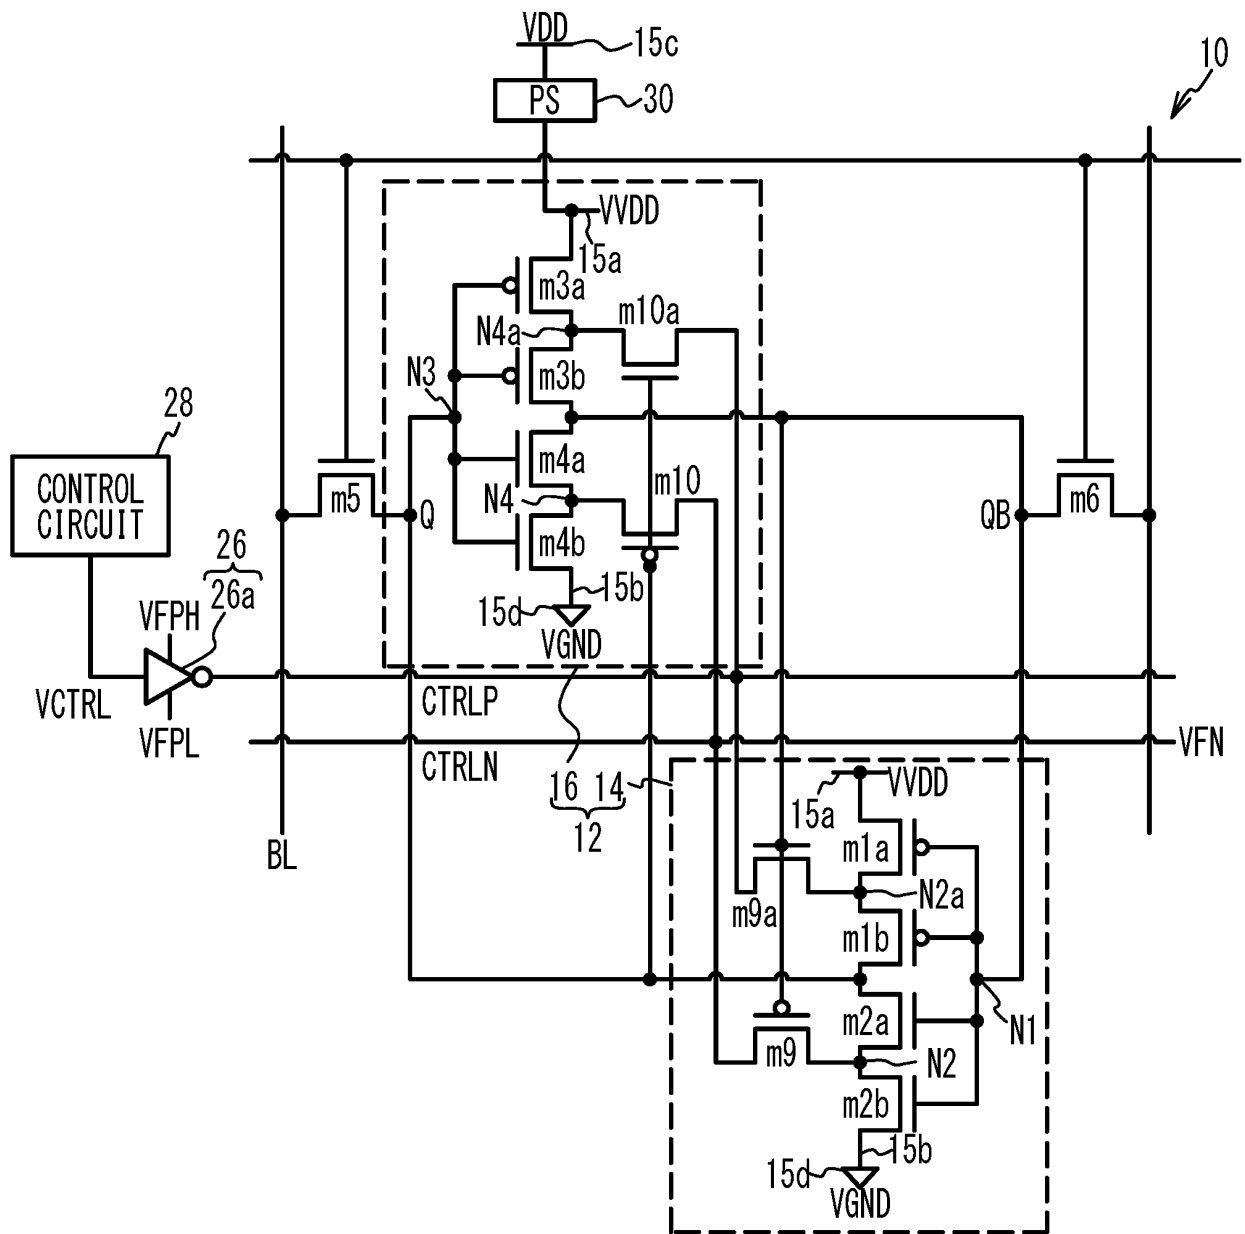 VDD
15c
10
PS
30
VVDD
15a
m3a
m10a
N4a
m3b
N3
28
CONTROL
CIRCUIT
m4a
m10
m5
Q
N4
QB
m6
m4b
26
26a
15b
15d
VFPH
VGND
VCTRL
CTRLP
VFPL
CTRLN
VFN
16 14
12
VVDD
15a
BL
m1a
m9a
N2a
m1b
m2a
N1
m9
N2
m2b
15b
15d
VGND